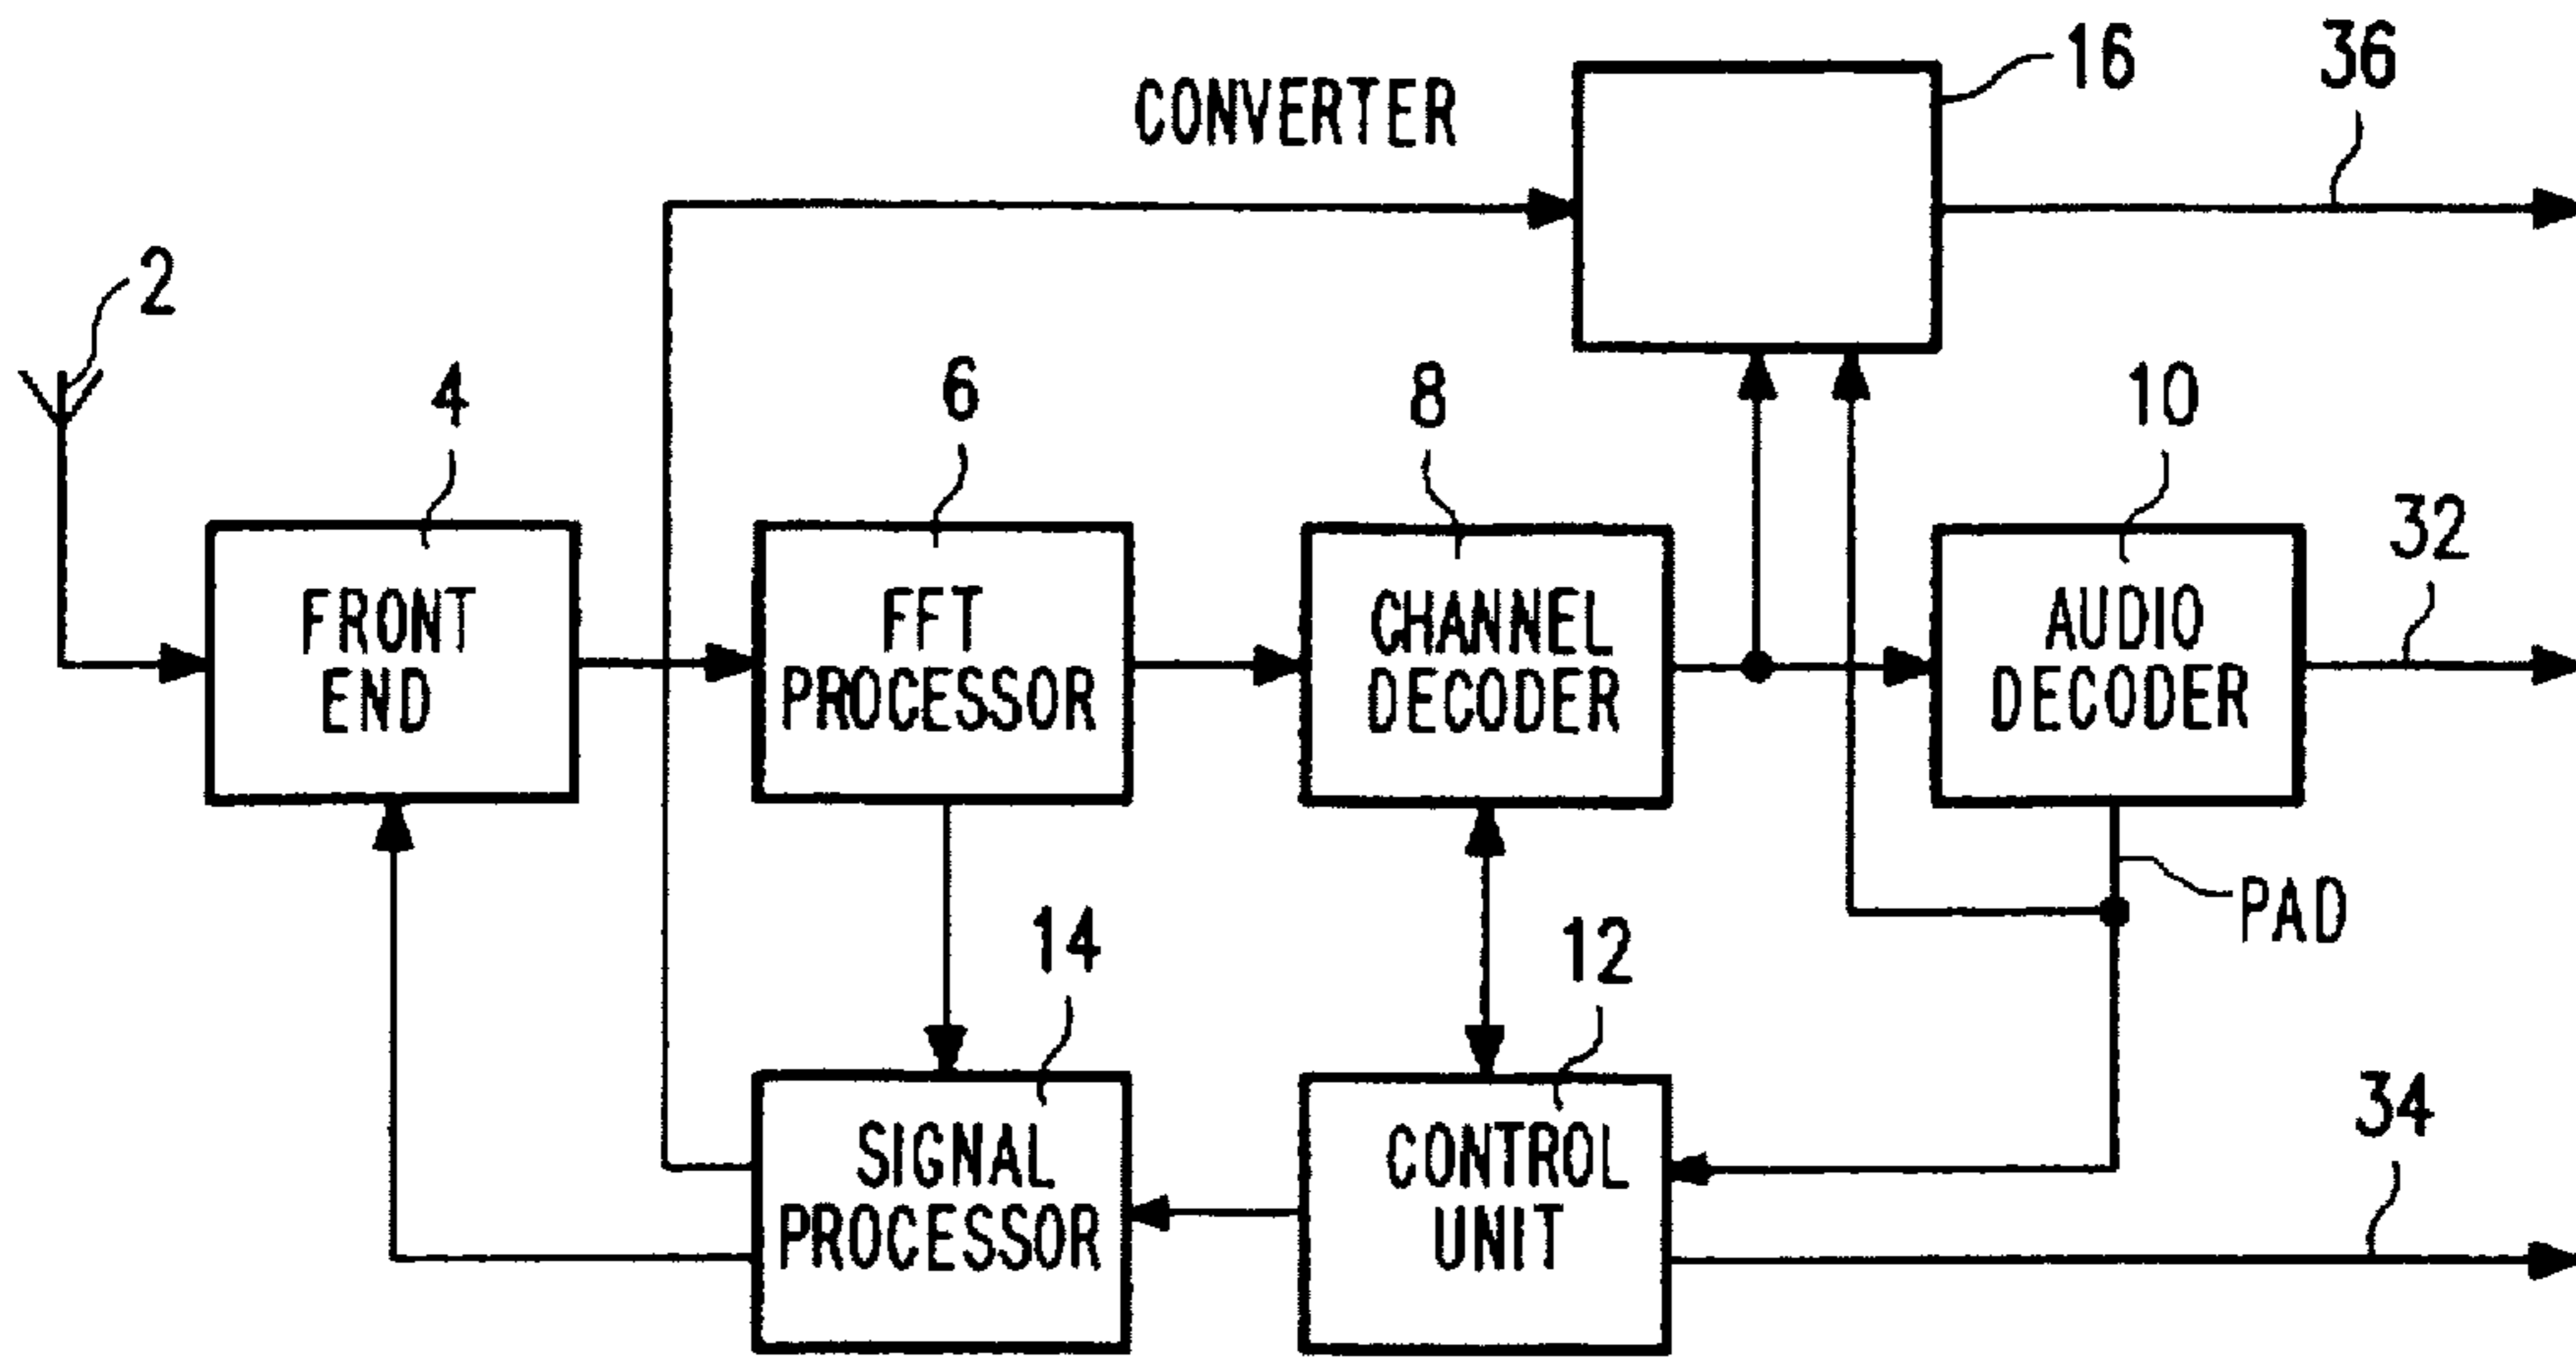 CONVERTER
16
36
2
4
6
8
10
32
FRONT
END
FFT
PROCESSOR
CHANNEL
DECODER
AUDIO
DECODER
PAD
14
12
34
SIGNAL
PROCESSOR
CONTROL
UNIT